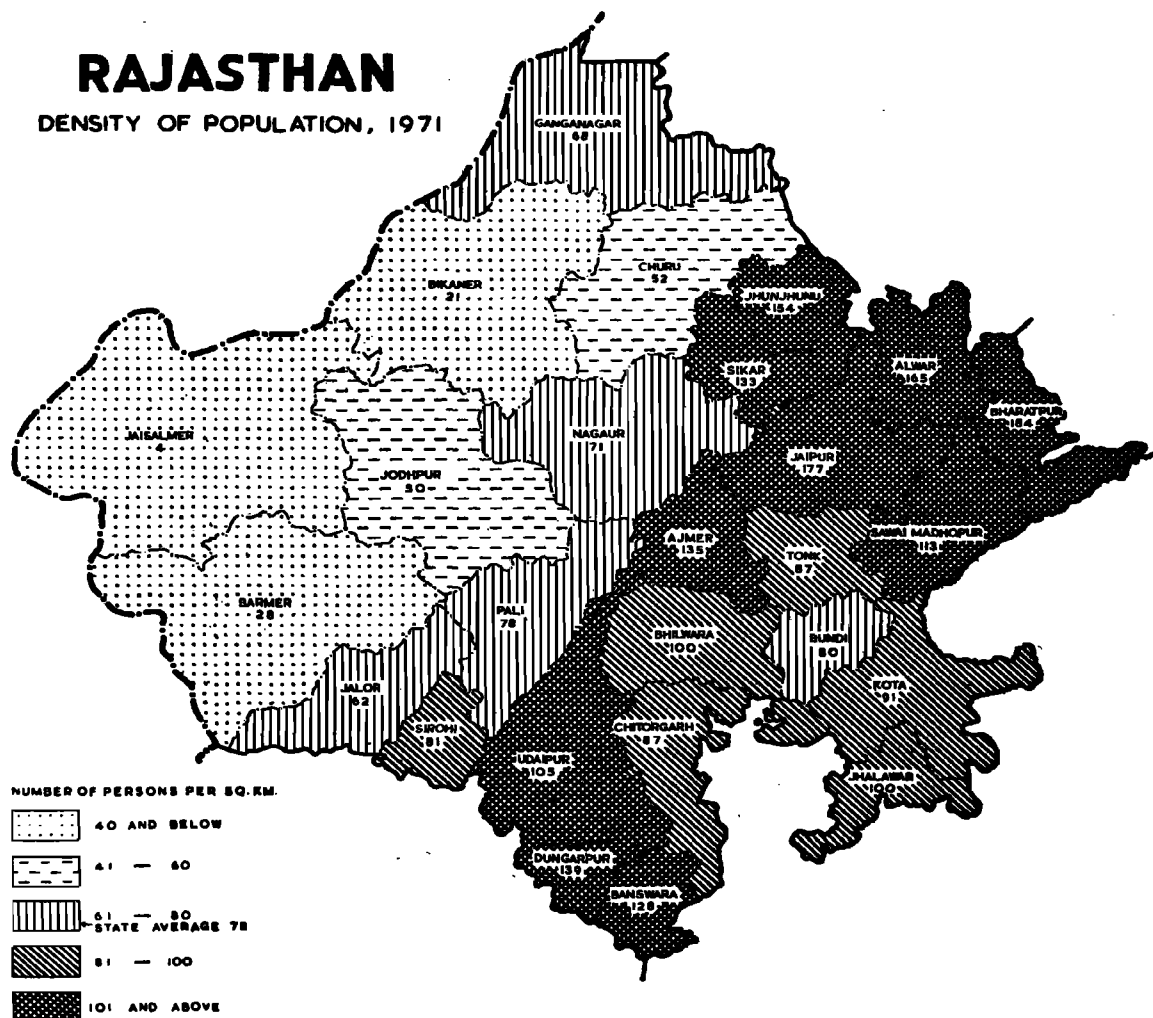 RAJASTHAN
DENSITY OF POPULATION, 1971
GANGANAGAR
68
CHURU
52
BIKANER
21
JHUNJHUNU
154
SIKAR
133
ALWAR
165
BHARATPUR
184
JAISALMER
4
NAGAUR
71
JAIPUR
177
JODHPUR
50
AJMER
135
TONK
87
SAWAI MADHOPUR
113
BARMER
28
PALI
78
BHILWARA
100
BUNDI
80
KOTA
91
JALOR
62
SIROHI
81
CHITORGARH
87
UDAIPUR
105
JHALAWAR
100
DUNGARPUR
139
BANSWARA
128
NUMBER OF PERSONS PER SQ.KM.
40 AND BELOW
41 — 60
61 — 80
STATE AVERAGE
81 — 100
101 AND ABOVE